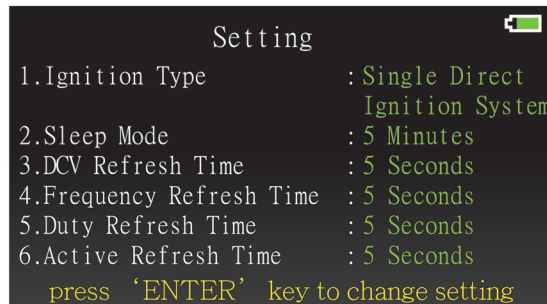 Setting
1.Ignition Type : Single Direct
Ignition System
2.Sleep Mode : 5 Minutes
3.DCV Refresh Time : 5 Seconds
4.Frequency Refresh Time : 5 Seconds
5.Duty Refresh Time : 5 Seconds
6.Active Refresh Time : 5 Seconds
press ‘ENTER’ key to change setting